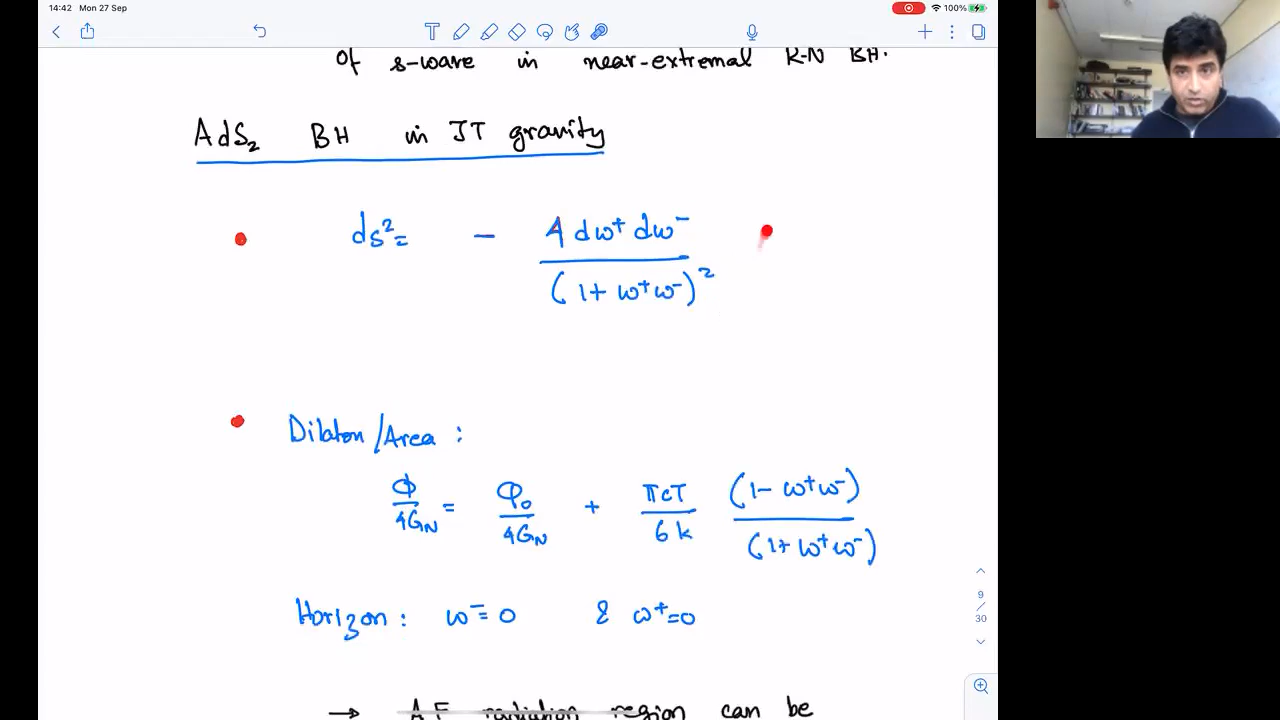 14:42 Mon 27 Sep
100%
of s-wave in near-extremal R-N BH.
AdS₂ BH in JT gravity
ds² = - 4 dω⁺ dω⁻ / (1 + ω⁺ω⁻)²
Dilaton/Area :
ϕ/4G_N = φ₀/4G_N + πcT/6k (1 - ω⁺ω⁻)/(1 + ω⁺ω⁻)
Horizon : ω⁻ = 0 & ω⁺ = 0
→ A F radiation region can be
9
/
30